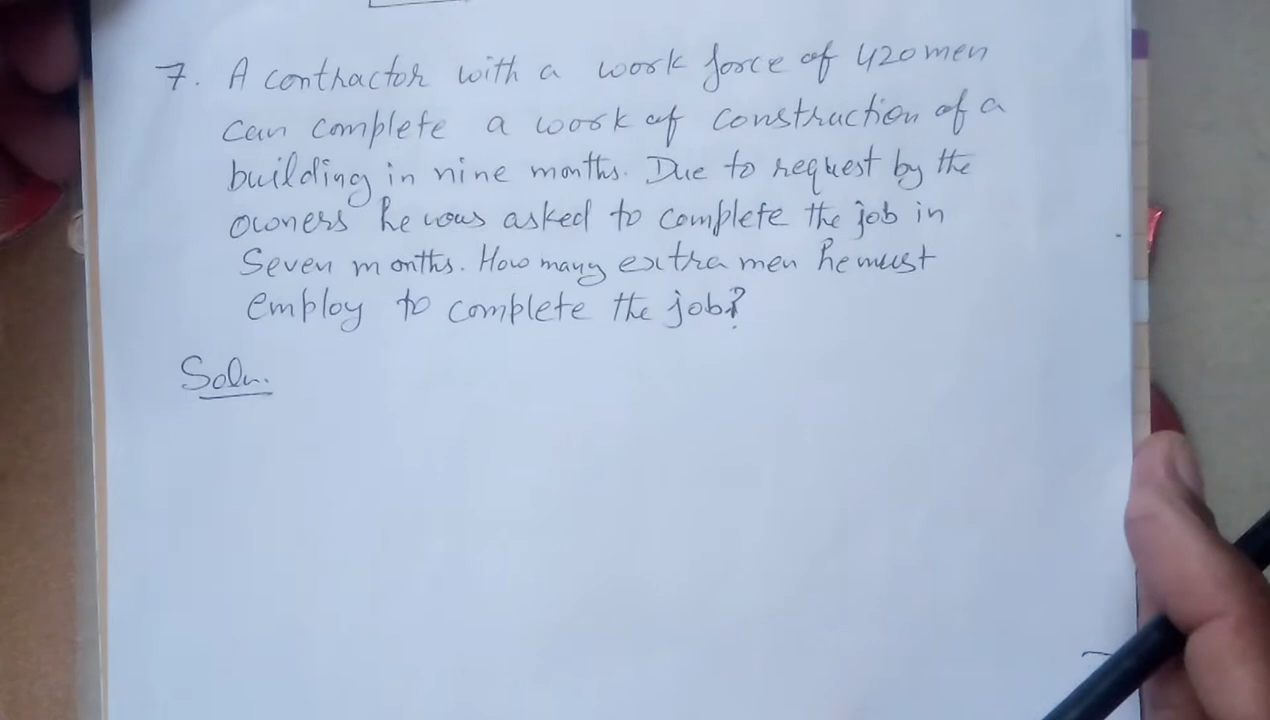 7. A contractor with a work force of 420 men
can complete a work of construction of a
building in nine months. Due to request by the
owners he was asked to complete the job in
Seven months. How many extra men he must
employ to complete the job?
Soln.